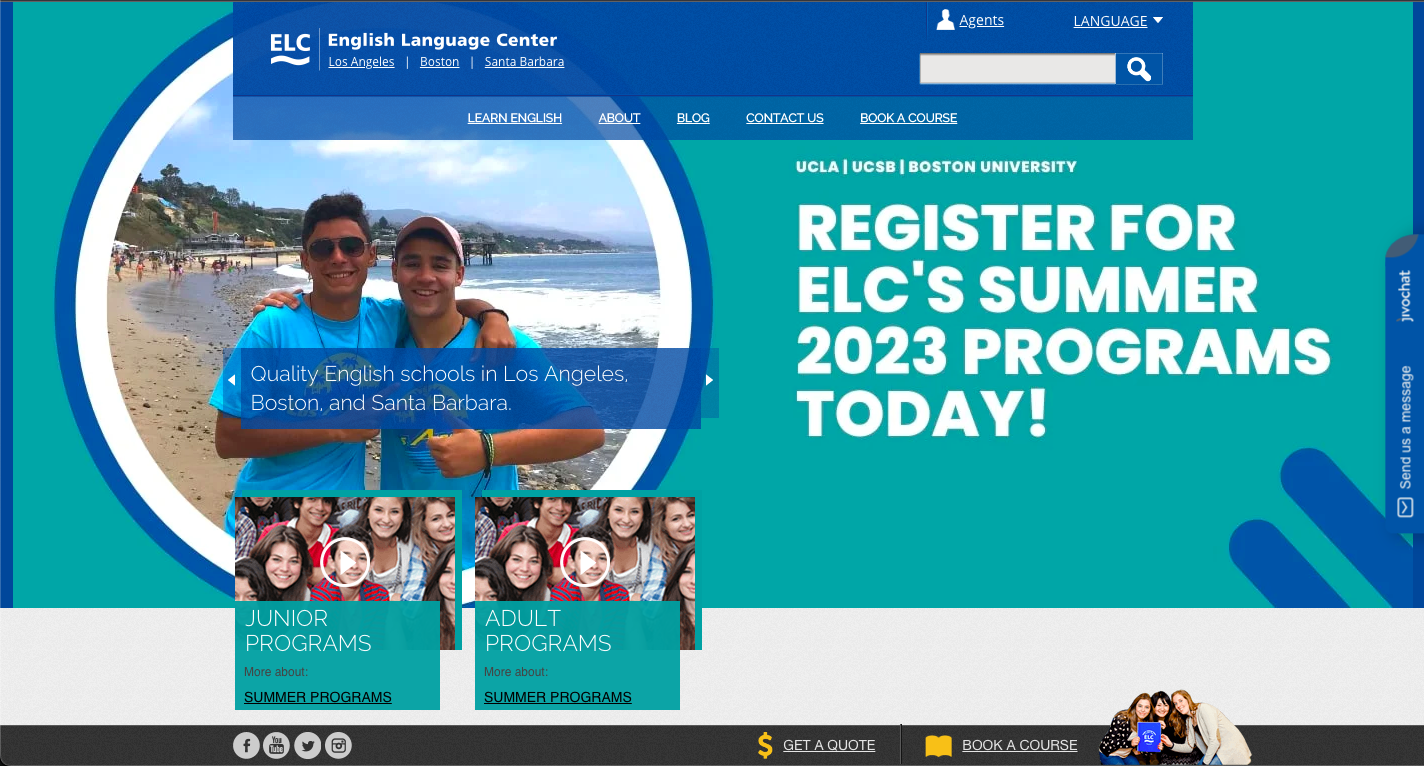 ELC
English Language Center
Los Angeles | Boston | Santa Barbara
Agents
LANGUAGE
LEARN ENGLISH
ABOUT
BLOG
CONTACT US
BOOK A COURSE
UCLA | UCSB | BOSTON UNIVERSITY
REGISTER FOR
ELC'S SUMMER
2023 PROGRAMS
TODAY!
Quality English schools in Los Angeles,
Boston, and Santa Barbara.
jivochat
Send us a message
JUNIOR
PROGRAMS
More about:
SUMMER PROGRAMS
ADULT
PROGRAMS
More about:
SUMMER PROGRAMS
You
Tube
GET A QUOTE
BOOK A COURSE
ELC